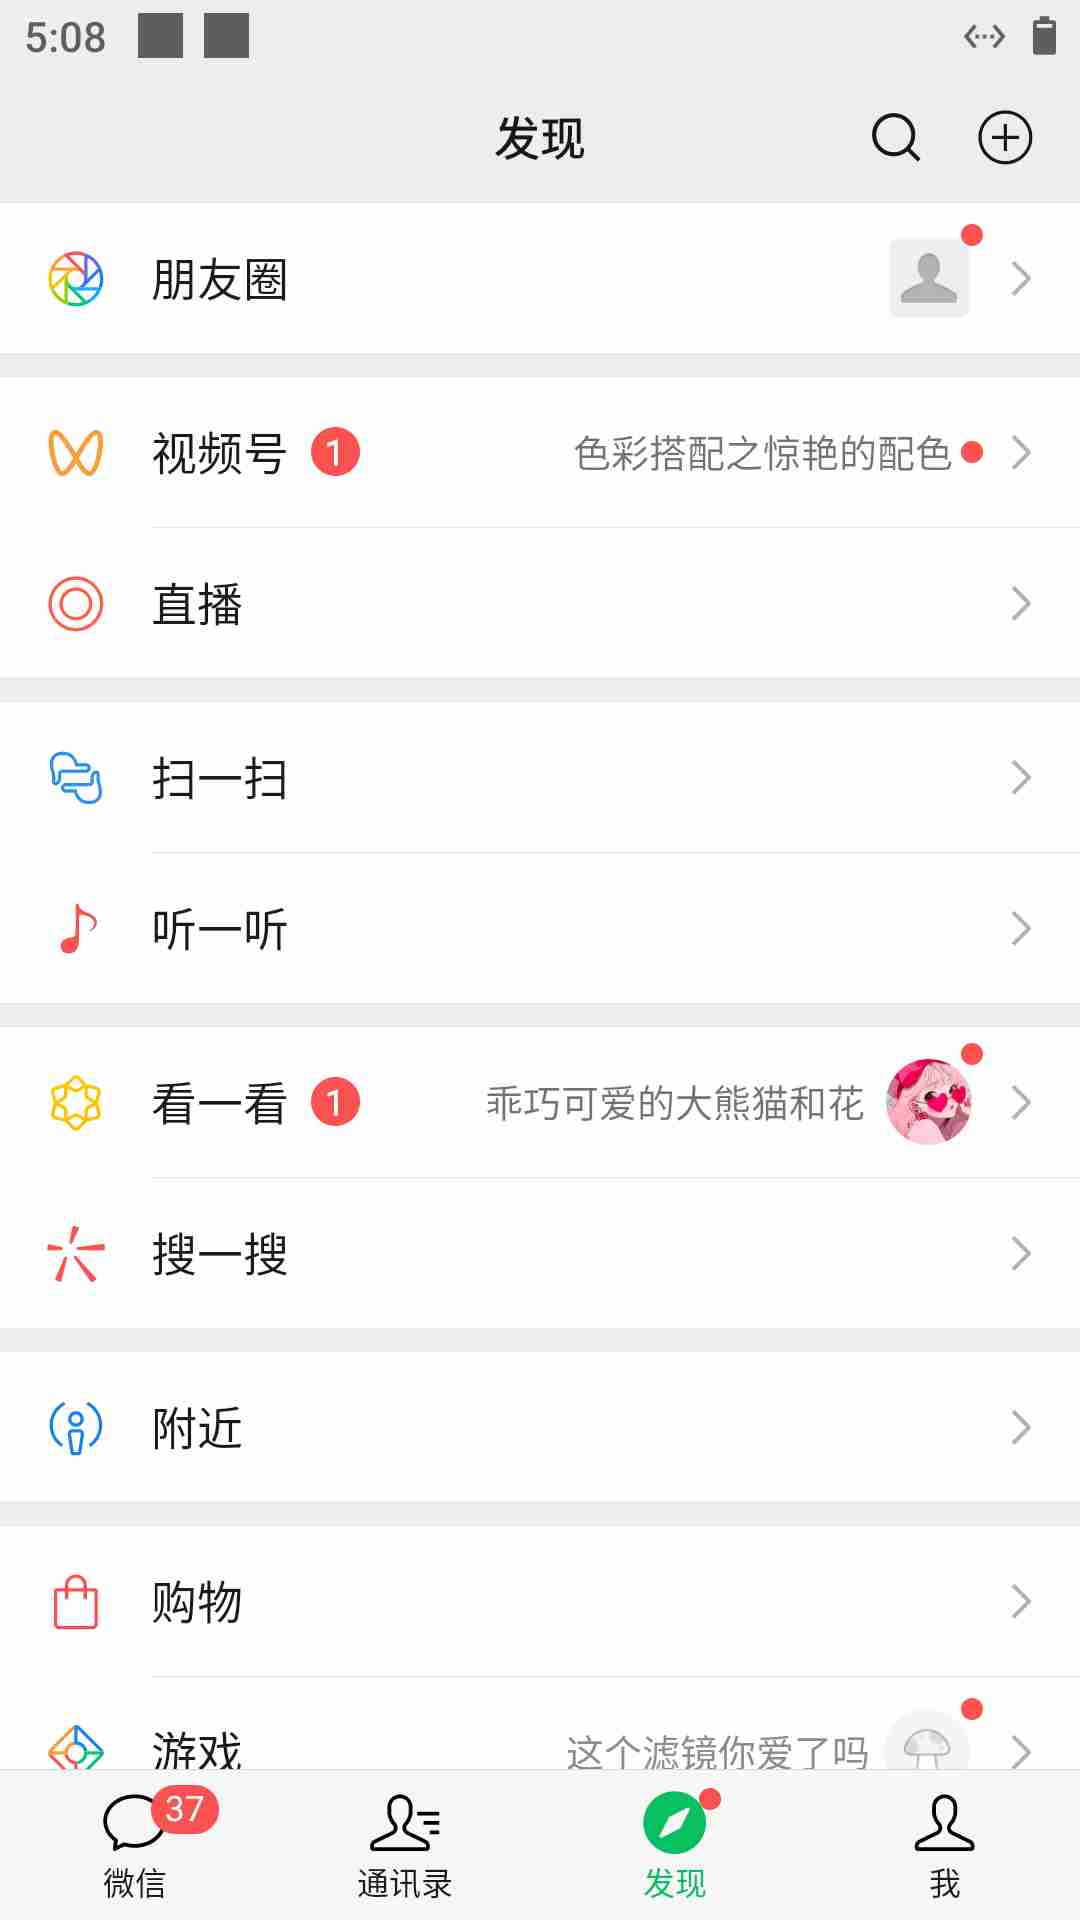 5:08
发现
朋友圈
视频号 1 色彩搭配之惊艳的配色
直播
扫一扫
听一听
看一看 1 乖巧可爱的大熊猫和花
搜一搜
附近
购物
游戏 这个滤镜你爱了吗
37
微信 通讯录 发现 我